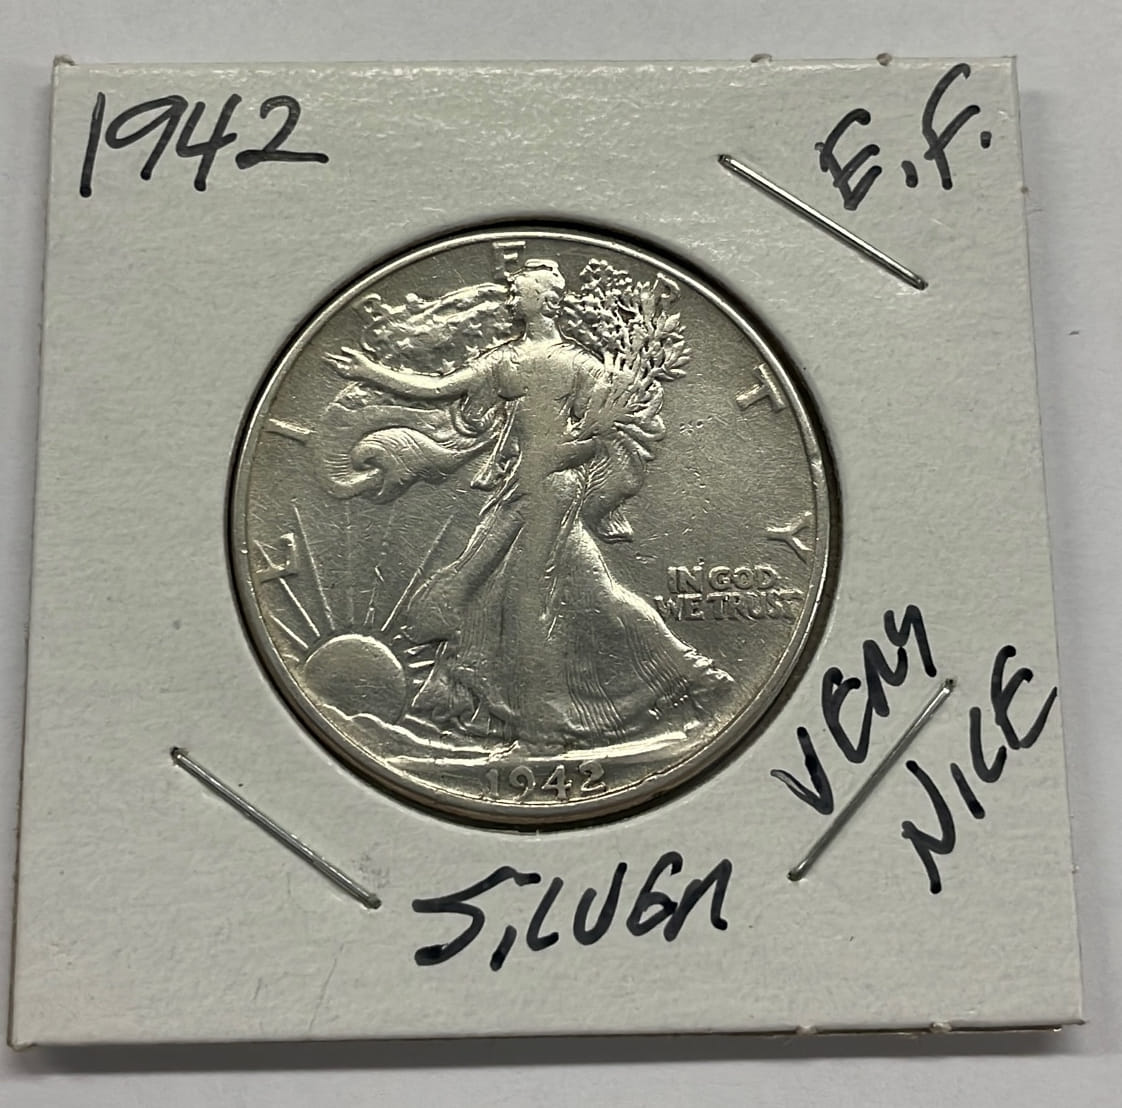 1942
E.F.
LIBERTY
IN GOD
WE TRUST
1942
VERY
NICE
SILVER